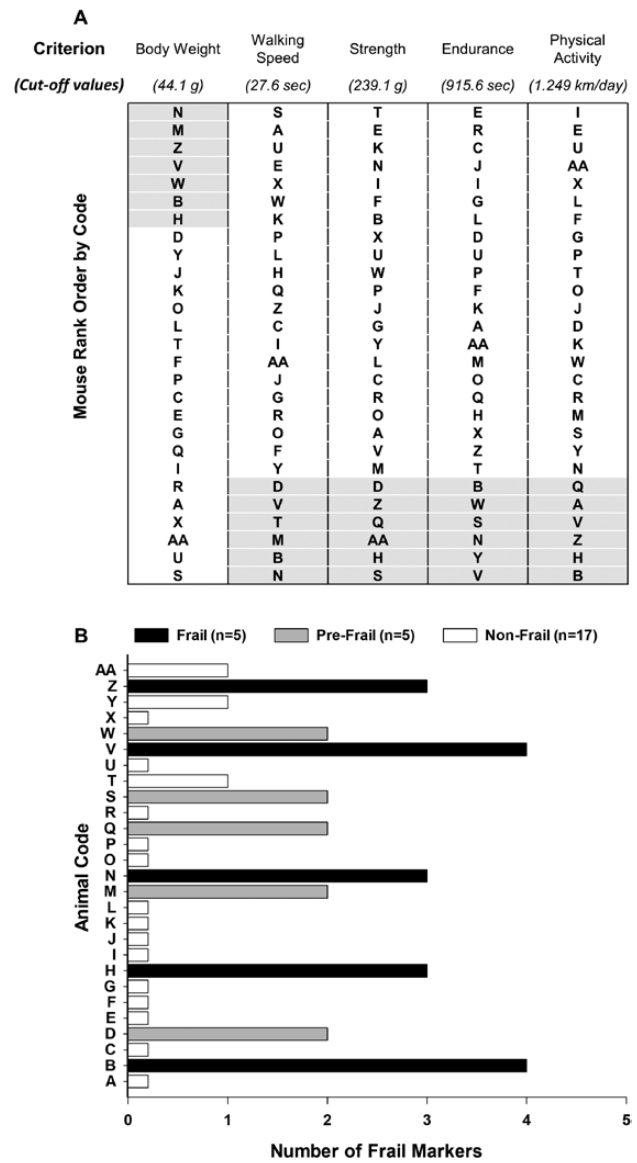 A
Criterion Body Weight Walking Speed Strength Endurance Physical Activity
(Cut-off values) (44.1 g) (27.6 sec) (239.1 g) (915.6 sec) (1.249 km/day)
Mouse Rank Order by Code
N S T E I
M A E R E
Z U K C U
V E N J AA
W X I I X
B W F G L
H K B L F
D P X D G
Y L U U P
J H W P T
K Q P F O
O Z J K J
L C G A D
T I Y AA K
F AA L M W
P J C O C
C G R Q R
E R O H M
G O A X S
Q F V Z Y
I Y M T N
R D D B Q
A V Z W A
X T Q S V
AA M AA N Z
U B H Y H
S N S V B
B
Frail (n=5) Pre-Frail (n=5) Non-Frail (n=17)
Animal Code
AA
Z
Y
X
W
V
U
T
S
R
Q
P
O
N
M
L
K
J
I
H
G
F
E
D
C
B
A
0 1 2 3 4 5
Number of Frail Markers